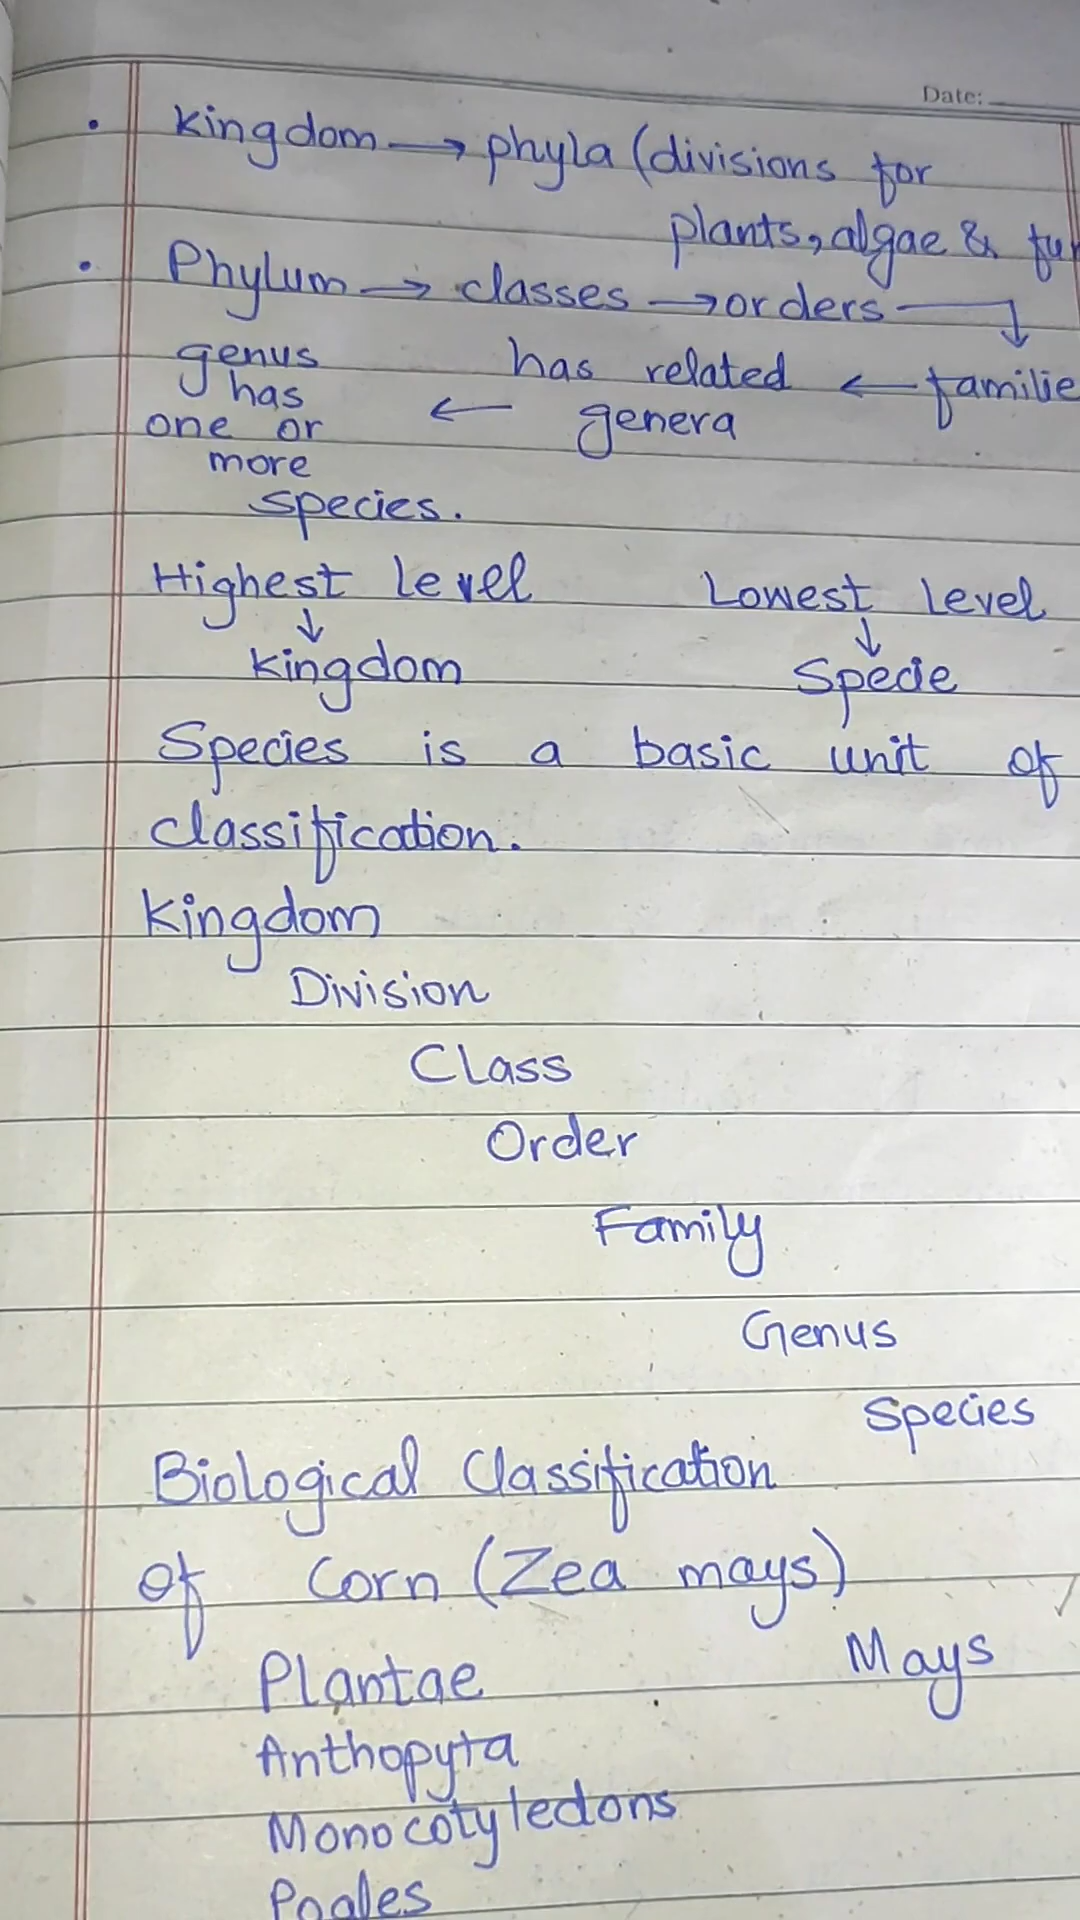 Date:
• Kingdom → phyla (divisions for
plants, algae &
• Phylum → classes → orders
genus has related ← familie
has ← genera
one or
more
species.
Highest Level Lowest Level
↓ ↓
Kingdom Specie
Species is a basic unit of
classification.
Kingdom
Division
Class
Order
Family
Genus
Species
Biological Classification
of Corn (Zea mays)
Plantae Mays
Anthopyta
Monocotyledons
Poales